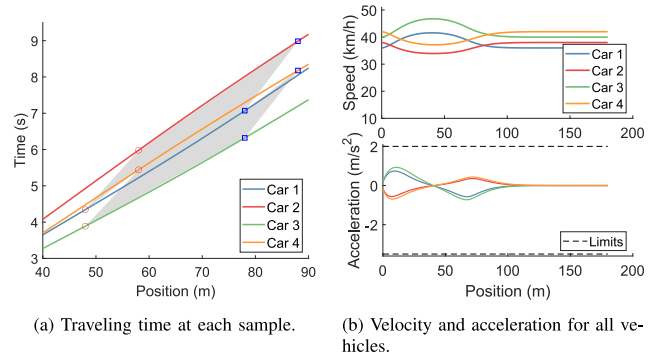 9
8
7
6
5
4
3
Time (s)
Car 1
Car 2
Car 3
Car 4
40 50 60 70 80 90
Position (m)
(a) Traveling time at each sample.
50
40
30
20
10
Speed (km/h)
Car 1
Car 2
Car 3
Car 4
0 50 100 150 200
2
0
-2
Acceleration (m/s²)
Limits
0 50 100 150 200
Position (m)
(b) Velocity and acceleration for all ve-
hicles.